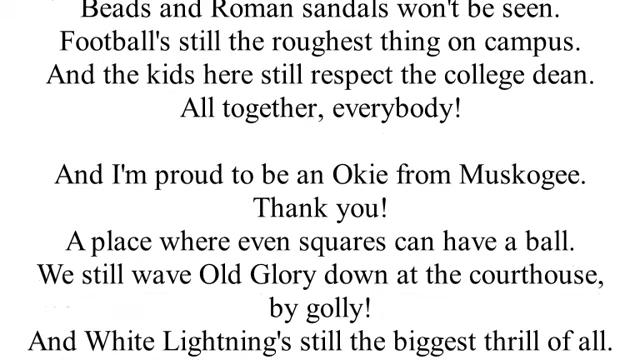 Beads and Roman sandals won't be seen.
Football's still the roughest thing on campus.
And the kids here still respect the college dean.
All together, everybody!
And I'm proud to be an Okie from Muskogee.
Thank you!
A place where even squares can have a ball.
We still wave Old Glory down at the courthouse,
by golly!
And White Lightning's still the biggest thrill of all.